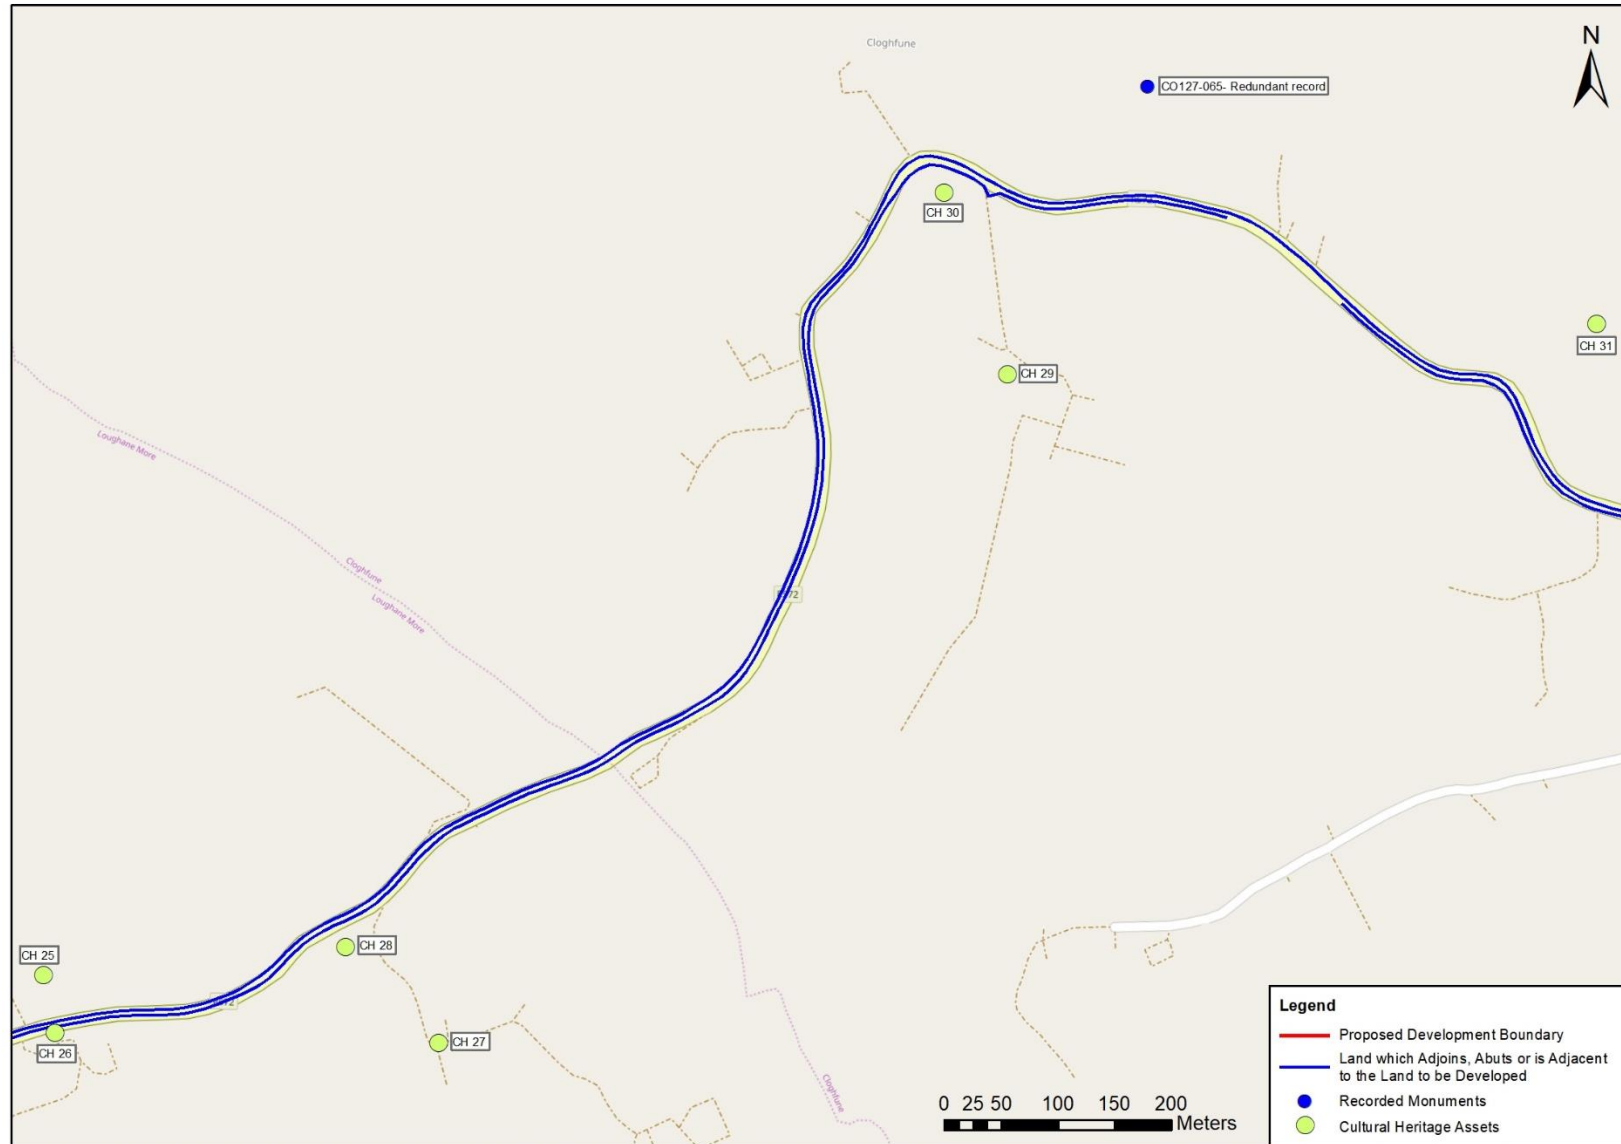 Cloghfune
N
CO127-065- Redundant record
CH 30
CH 31
CH 29
Loughane More
Cloghfune
Loughane More
CH 28
CH 25
CH 26
CH 27
Cloghfune
0 25 50 100 150 200
Meters
Legend
Proposed Development Boundary
Land which Adjoins, Abuts or is Adjacent
to the Land to be Developed
Recorded Monuments
Cultural Heritage Assets